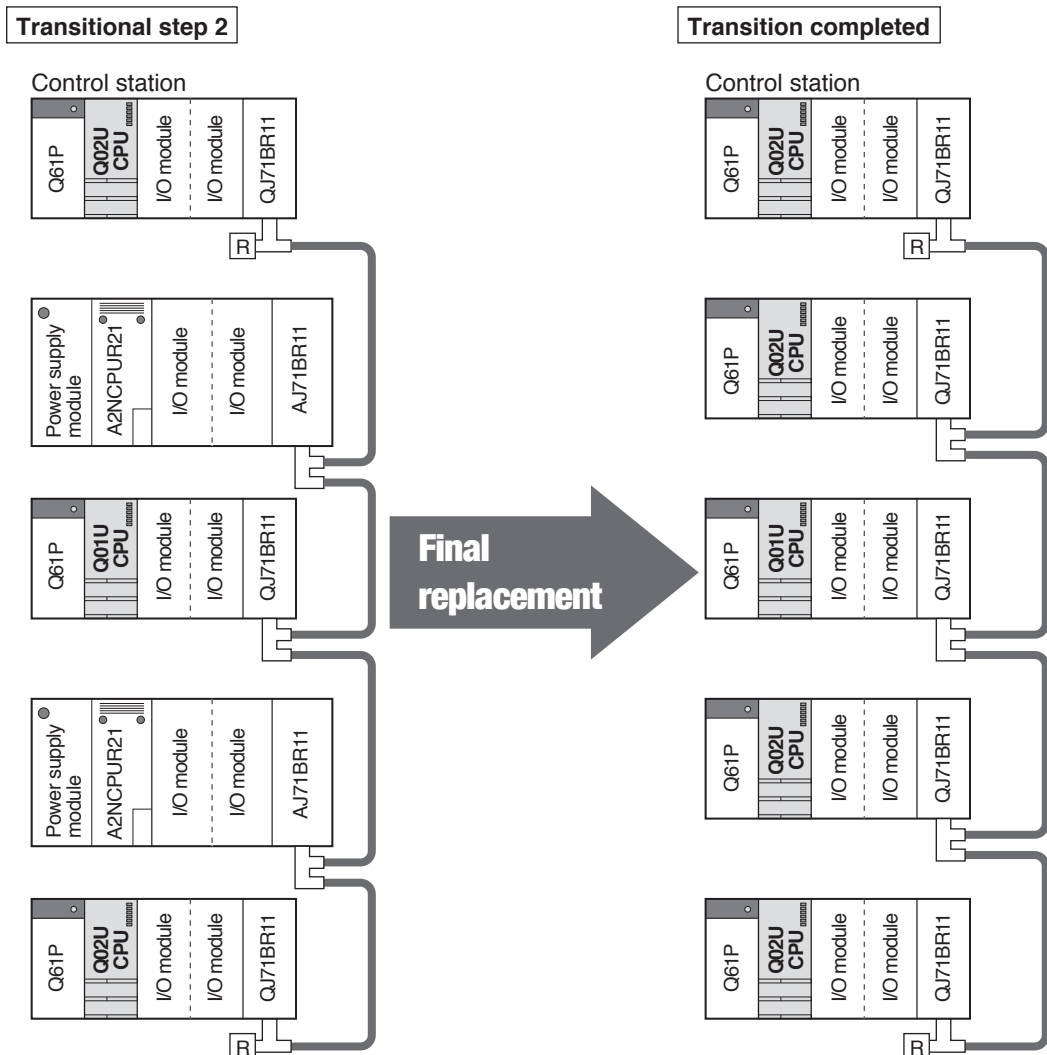 Transitional step 2
Control station
Q61P
Q02U
CPU
I/O module
I/O module
QJ71BR11
R
Power supply
module
A2NCPUR21
I/O module
I/O module
AJ71BR11
Q61P
Q01U
CPU
I/O module
I/O module
QJ71BR11
Power supply
module
A2NCPUR21
I/O module
I/O module
AJ71BR11
Q61P
Q02U
CPU
I/O module
I/O module
QJ71BR11
R
Final
replacement
Transition completed
Control station
Q61P
Q02U
CPU
I/O module
I/O module
QJ71BR11
R
Q61P
Q02U
CPU
I/O module
I/O module
QJ71BR11
Q61P
Q01U
CPU
I/O module
I/O module
QJ71BR11
Q61P
Q02U
CPU
I/O module
I/O module
QJ71BR11
Q61P
Q02U
CPU
I/O module
I/O module
QJ71BR11
R